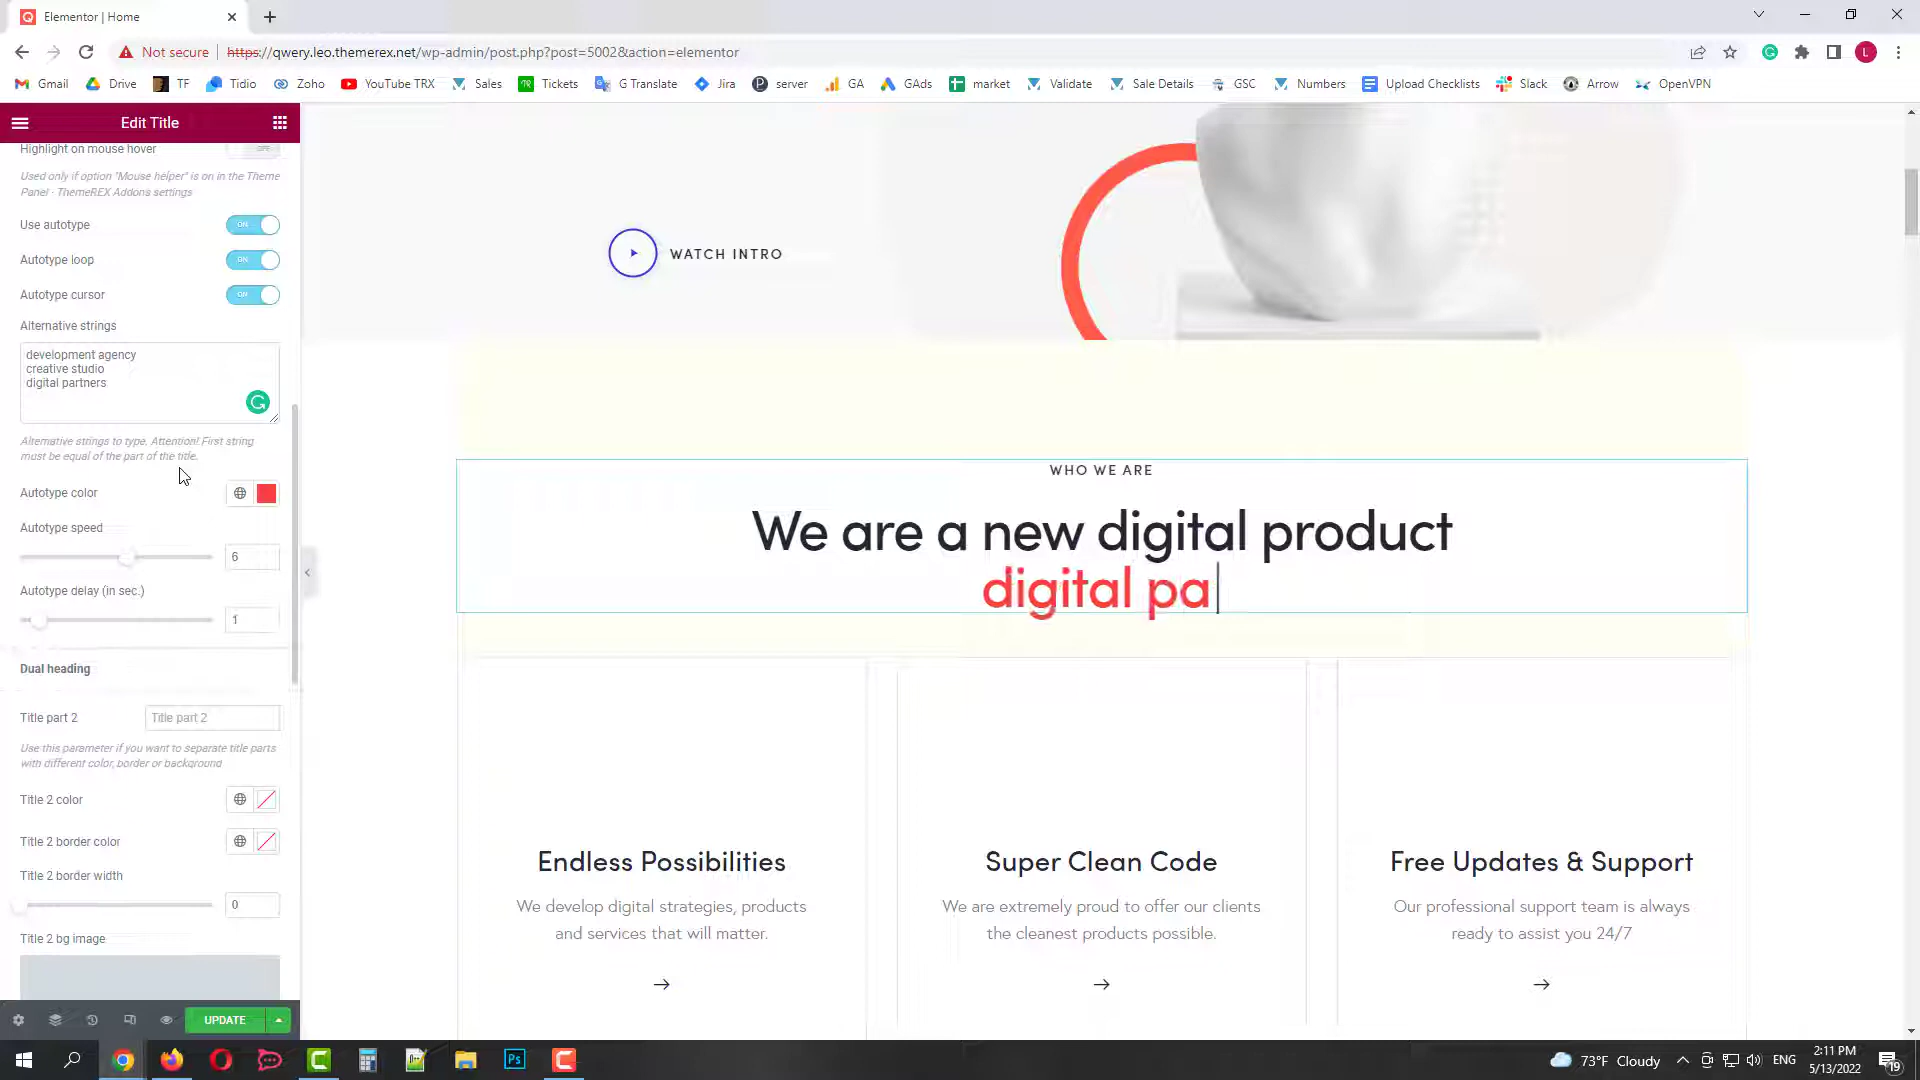 Elementor | Home
Not secure
https://qwery.leo.themerex.net/wp-admin/post.php?post=5002&action=elementor
L
Gmail
Drive
TF
Tidio
Zoho
YouTube TRX
Sales
Tickets
G Translate
Jira
server
GA
GAds
market
Validate
Sale Details
GSC
Numbers
Upload Checklists
Slack
Arrow
OpenVPN
Edit Title
Highlight on mouse hover
OFF
Used only if option "Mouse helper" is on in the Theme
Panel - ThemeREX Addons settings
Use autotype
ON
Autotype loop
ON
Autotype cursor
ON
Alternative strings
development agency
creative studio
digital partners
Alternative strings to type. Attention! First string
must be equal of the part of the title.
Autotype color
Autotype speed
6
Autotype delay (in sec.)
1
Dual heading
Title part 2
Title part 2
Use this parameter if you want to separate title parts
with different color, border or background
Title 2 color
Title 2 border color
Title 2 border width
0
Title 2 bg image
UPDATE
WATCH INTRO
WHO WE ARE
We are a new digital product
digital pa
Endless Possibilities
We develop digital strategies, products
and services that will matter.
Super Clean Code
We are extremely proud to offer our clients
the cleanest products possible.
Free Updates & Support
Our professional support team is always
ready to assist you 24/7
Ps
73°F Cloudy
ENG
2:11 PM
5/13/2022
19